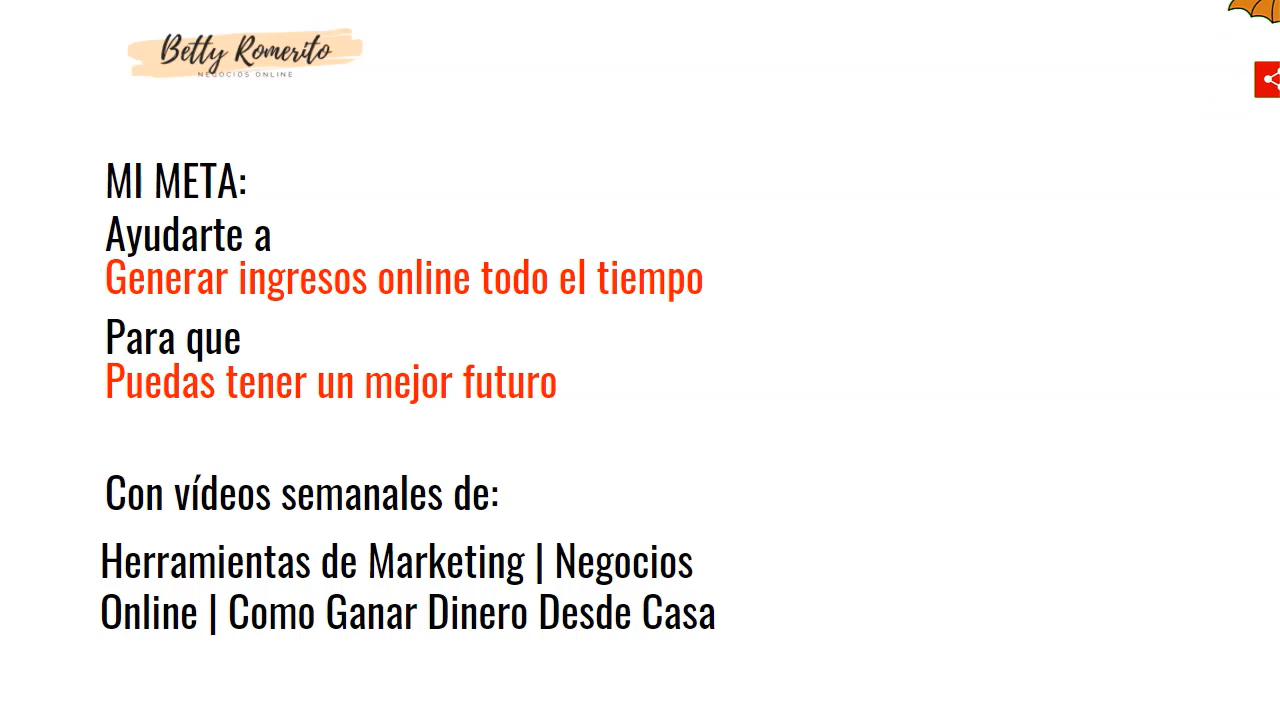 Betty Romerito
NEGOCIOS ONLINE
MI META:
Ayudarte a
Generar ingresos online todo el tiempo
Para que
Puedas tener un mejor futuro
Con vídeos semanales de:
Herramientas de Marketing | Negocios
Online | Como Ganar Dinero Desde Casa